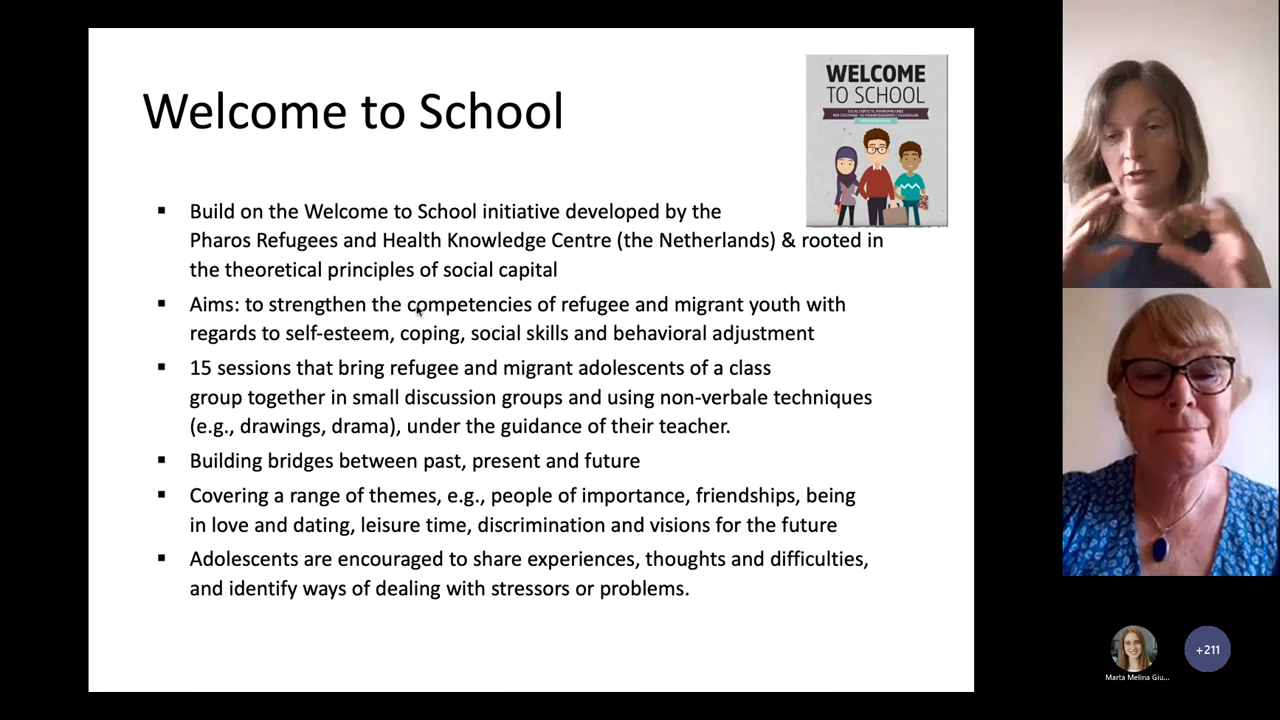 Welcome to School
WELCOME
TO SCHOOL
▪ Build on the Welcome to School initiative developed by the
Pharos Refugees and Health Knowledge Centre (the Netherlands) & rooted in
the theoretical principles of social capital
▪ Aims: to strengthen the competencies of refugee and migrant youth with
regards to self-esteem, coping, social skills and behavioral adjustment
▪ 15 sessions that bring refugee and migrant adolescents of a class
group together in small discussion groups and using non-verbale techniques
(e.g., drawings, drama), under the guidance of their teacher.
▪ Building bridges between past, present and future
▪ Covering a range of themes, e.g., people of importance, friendships, being
in love and dating, leisure time, discrimination and visions for the future
▪ Adolescents are encouraged to share experiences, thoughts and difficulties,
and identify ways of dealing with stressors or problems.
Marta Melina Giu...
+211